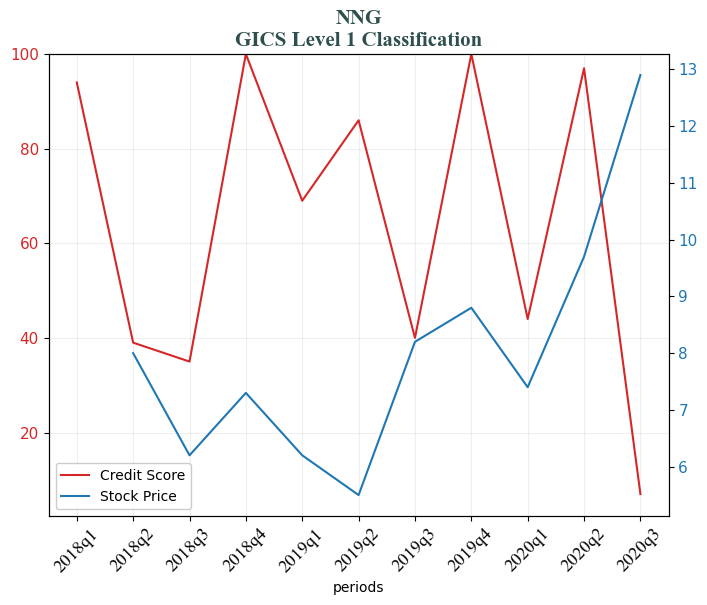 NNG
GICS Level 1 Classification
100
80
60
40
20
13
12
11
10
9
8
7
6
Credit Score
Stock Price
2018q1
2018q2
2018q3
2018q4
2019q1
2019q2
2019q3
2019q4
2020q1
2020q2
2020q3
periods